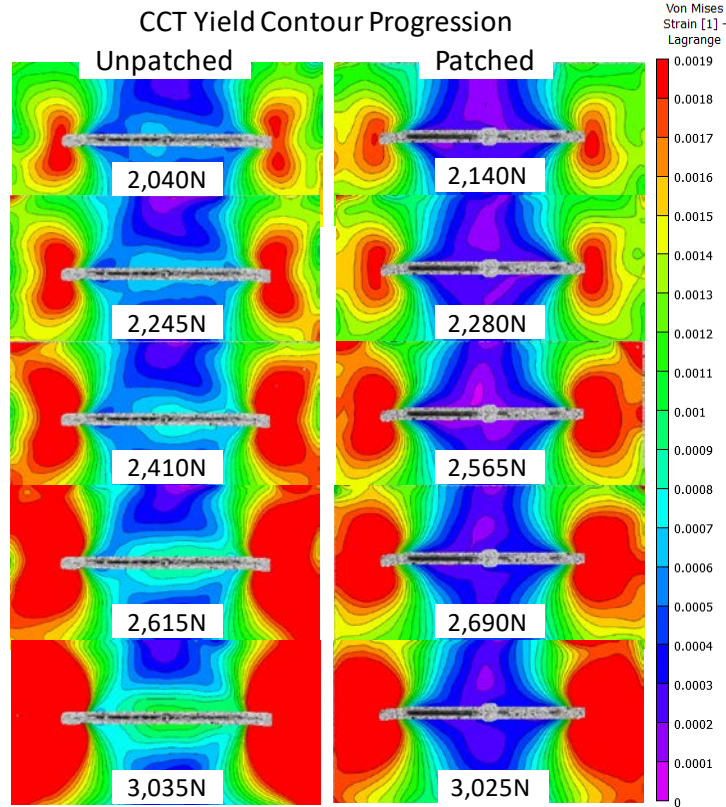 CCT Yield Contour Progression
Unpatched
Patched
2,040N
2,140N
2,245N
2,280N
2,410N
2,565N
2,615N
2,690N
3,035N
3,025N
Von Mises
Strain [1] -
Lagrange
0.0019
0.0018
0.0017
0.0016
0.0015
0.0014
0.0013
0.0012
0.0011
0.001
0.0009
0.0008
0.0007
0.0006
0.0005
0.0004
0.0003
0.0002
0.0001
0